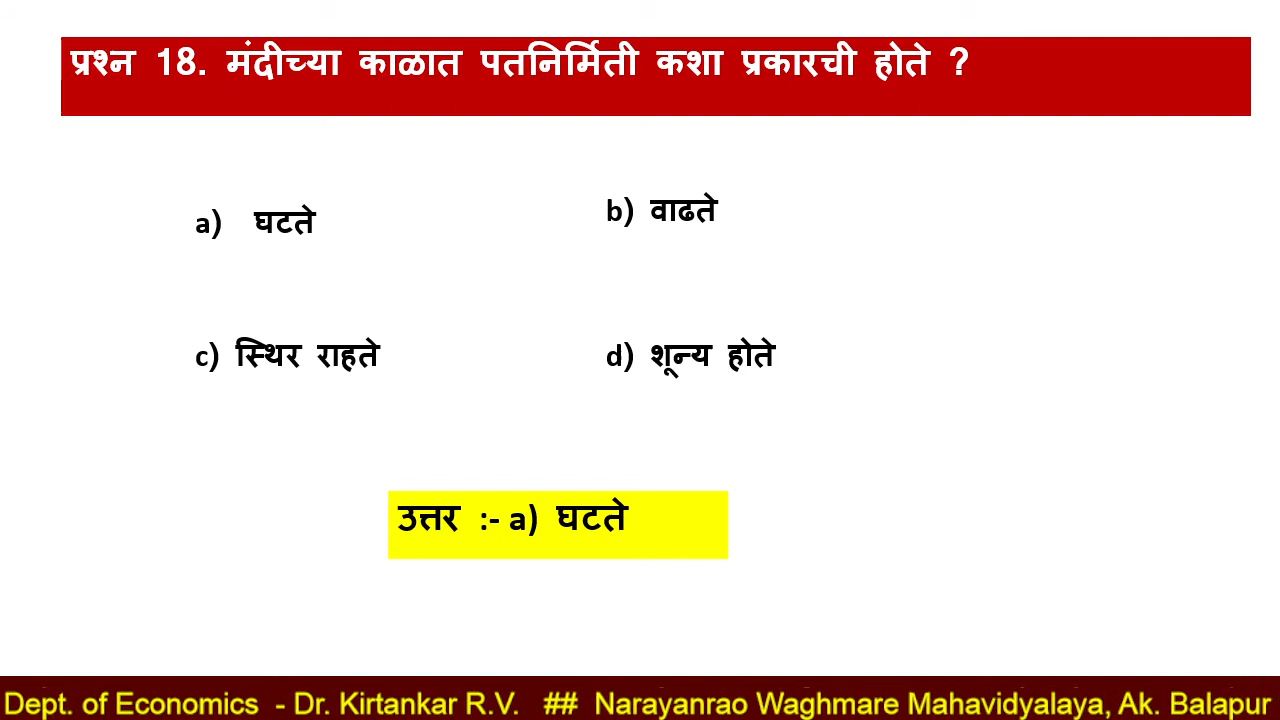 प्रश्न 18. मंदीच्या काळात पतनिर्मिती कशा प्रकारची होते ?
a) घटते
b) वाढते
c) स्थिर राहते
d) शून्य होते
उत्तर :- a) घटते
Dept. of Economics - Dr. Kirtankar R.V. ## Narayanrao Waghmare Mahavidyalaya, Ak. Balapur